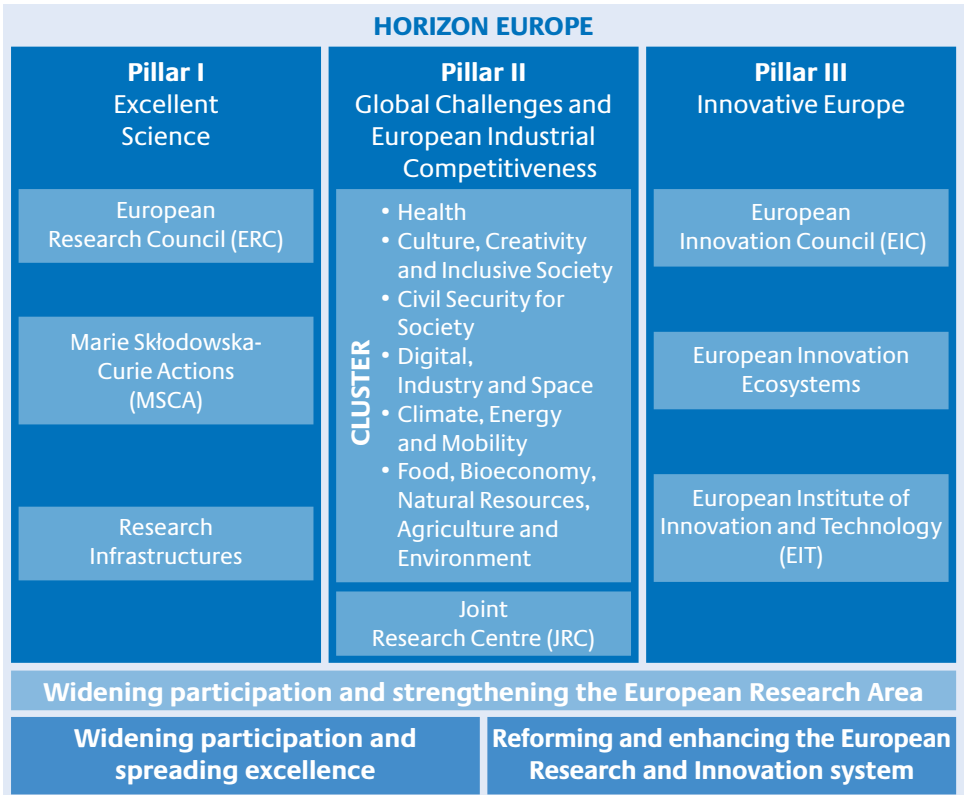 HORIZON EUROPE
Pillar I
Excellent
Science
European
Research Council (ERC)
Marie Skłodowska-
Curie Actions
(MSCA)
Research
Infrastructures
Pillar II
Global Challenges and
European Industrial
Competitiveness
CLUSTER
• Health
• Culture, Creativity
and Inclusive Society
• Civil Security for
Society
• Digital,
Industry and Space
• Climate, Energy
and Mobility
• Food, Bioeconomy,
Natural Resources,
Agriculture and
Environment
Joint
Research Centre (JRC)
Pillar III
Innovative Europe
European
Innovation Council (EIC)
European Innovation
Ecosystems
European Institute of
Innovation and Technology
(EIT)
Widening participation and strengthening the European Research Area
Widening participation and
spreading excellence
Reforming and enhancing the European
Research and Innovation system